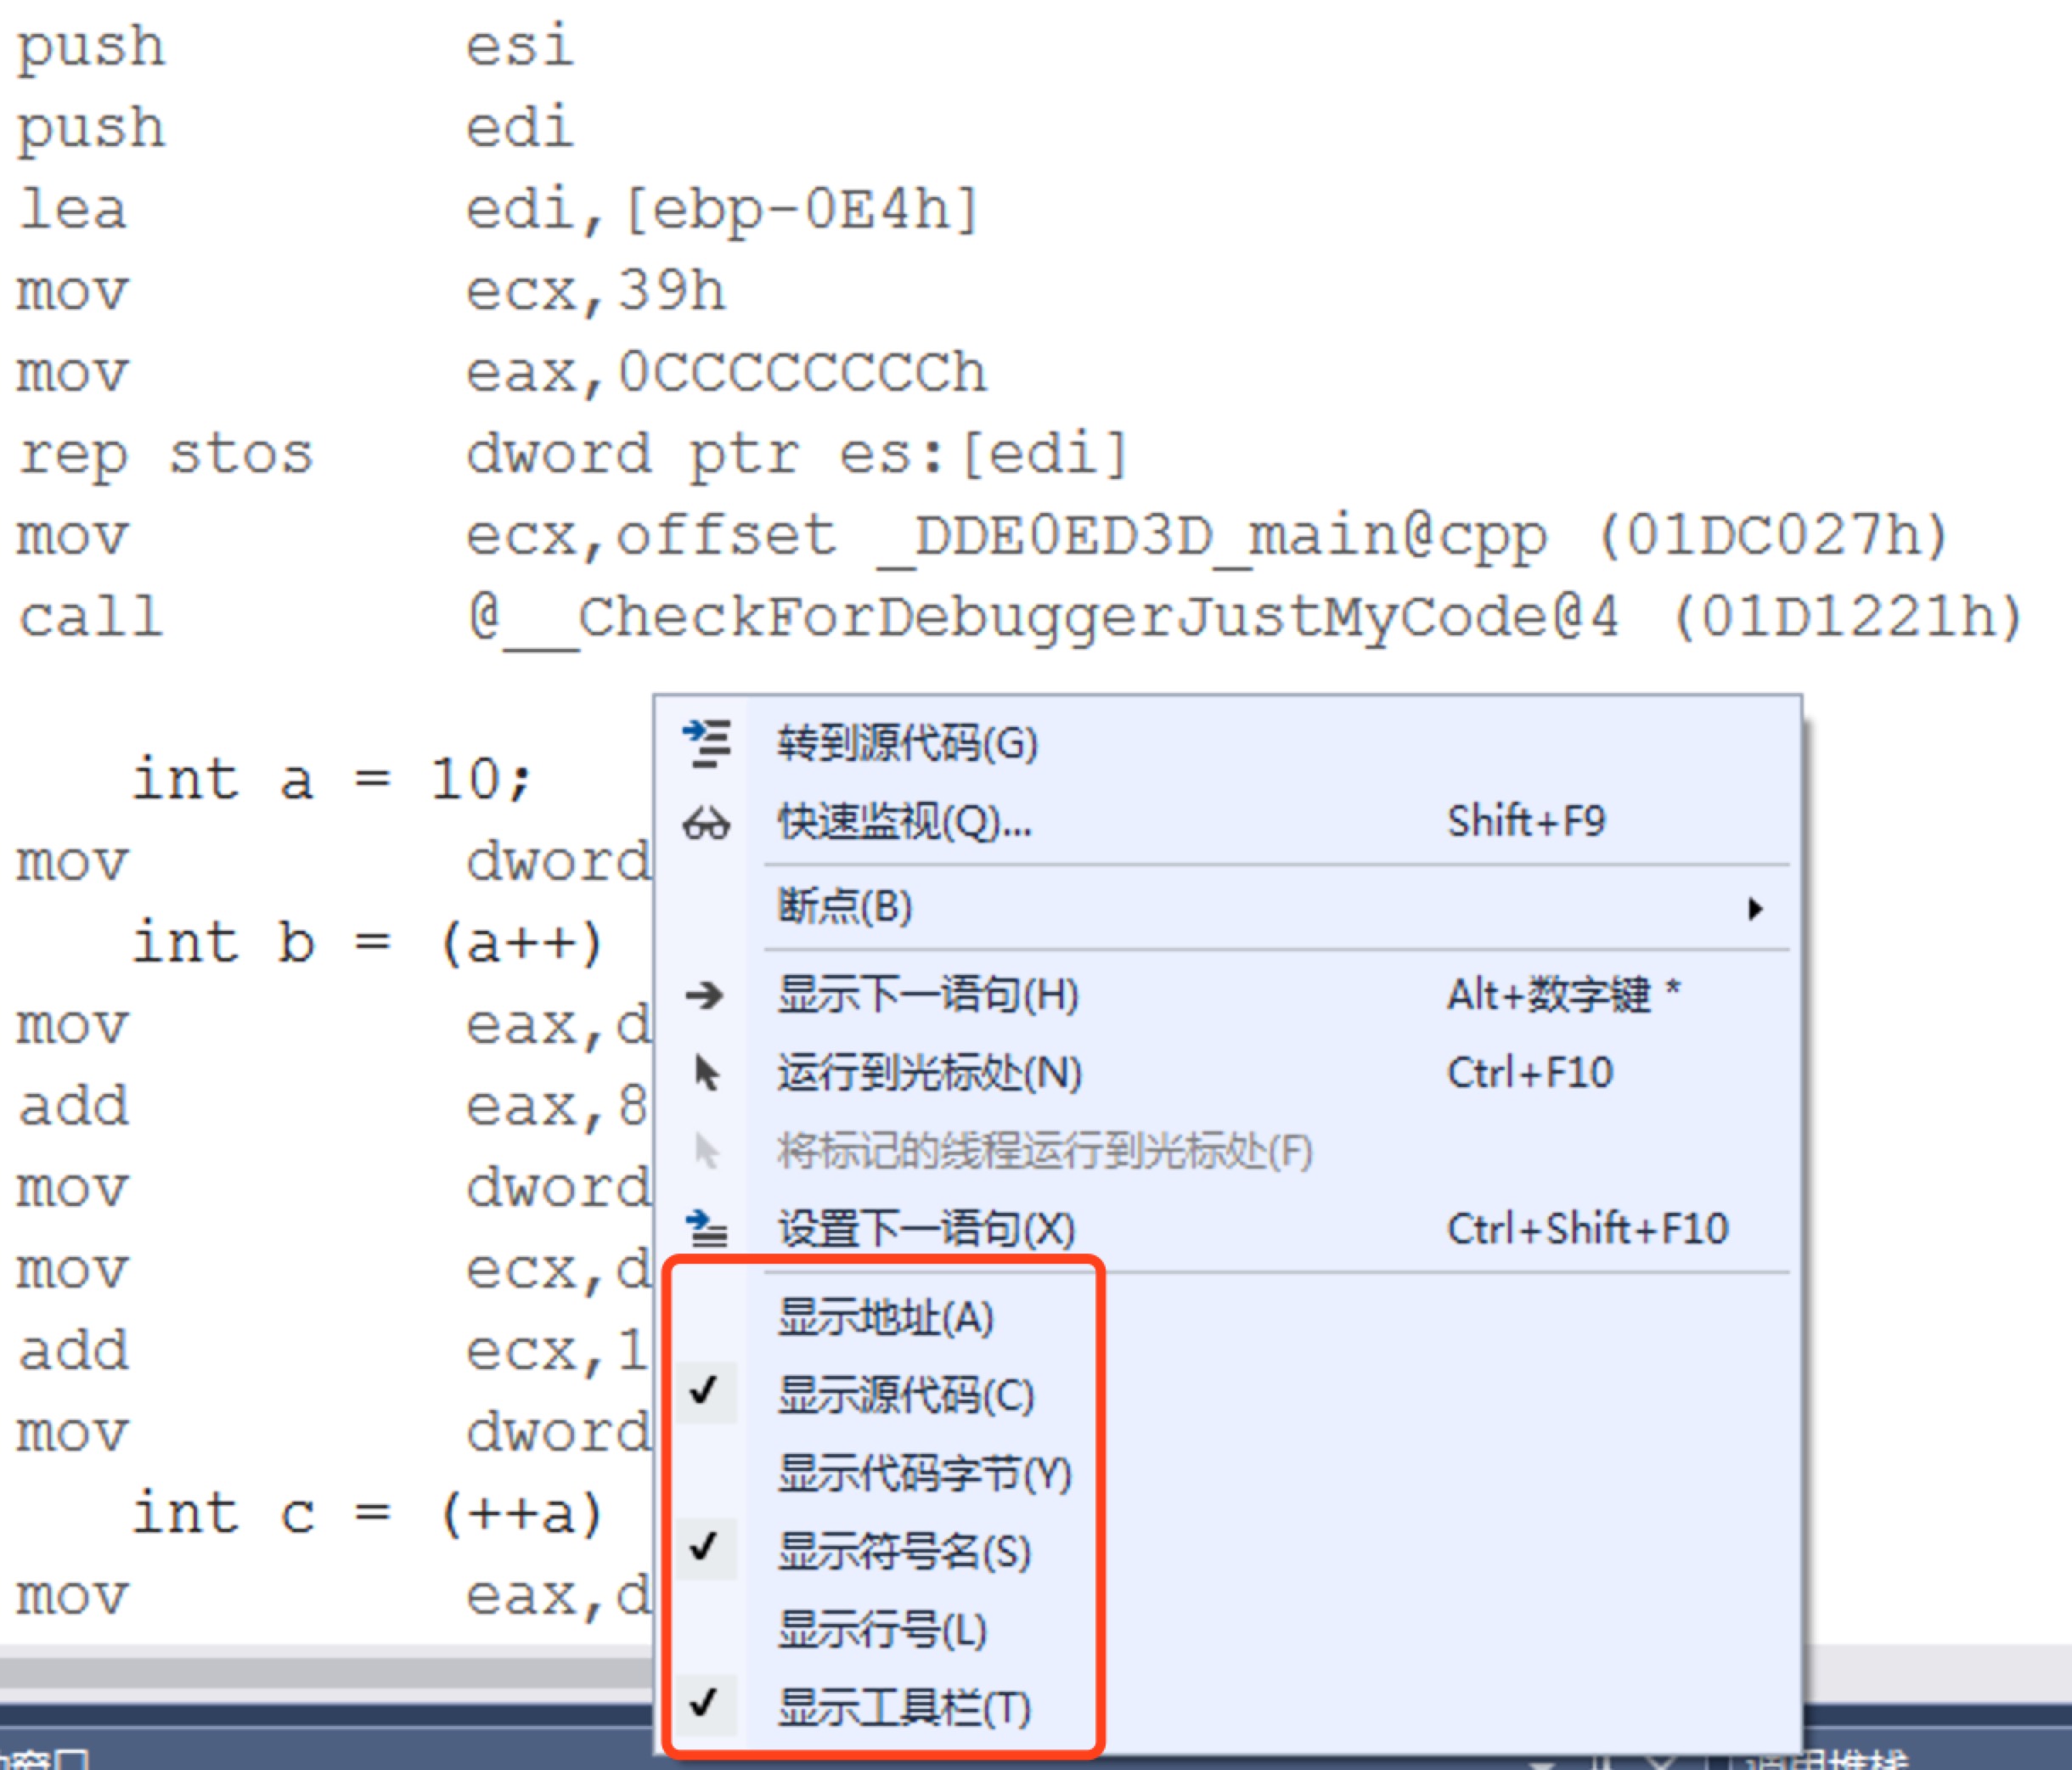 push esi
push edi
lea edi,[ebp-0E4h]
mov ecx,39h
mov eax,0CCCCCCCCh
rep stos dword ptr es:[edi]
mov ecx,offset _DDE0ED3D_main@cpp (01DC027h)
call @__CheckForDebuggerJustMyCode@4 (01D1221h)
int a = 10;
mov dword
int b = (a++)
mov eax,d
add eax,8
mov dword
mov ecx,d
add ecx,1
mov dword
int c = (++a)
mov eax,d
转到源代码(G)
快速监视(Q)... Shift+F9
断点(B)
显示下一语句(H) Alt+数字键 *
运行到光标处(N) Ctrl+F10
将标记的线程运行到光标处(F)
设置下一语句(X) Ctrl+Shift+F10
显示地址(A)
显示源代码(C)
显示代码字节(Y)
显示符号名(S)
显示行号(L)
显示工具栏(T)
窗口
调用堆栈